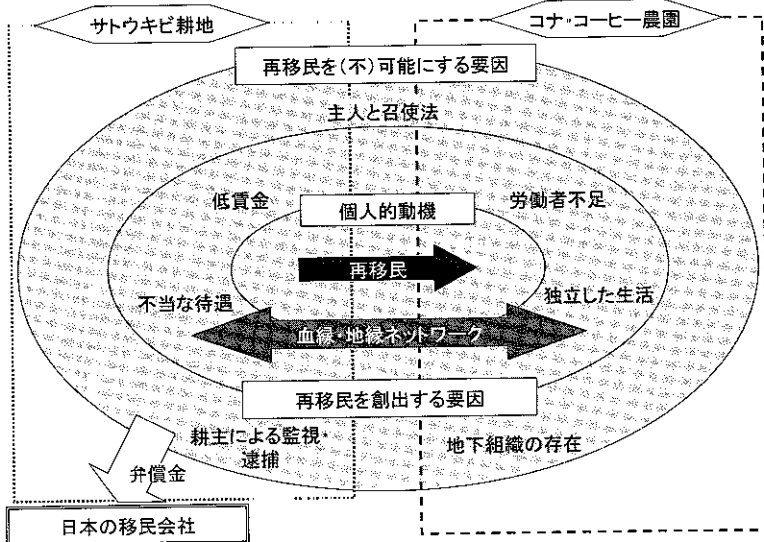 サトウキビ耕地
コナ・コーヒー農園
再移民を(不)可能にする要因
主人と召使法
低賃金
個人的動機
労働者不足
再移民
不当な待遇
独立した生活
血縁・地縁ネットワーク
再移民を創出する要因
耕主による監視・
逮捕
地下組織の存在
弁償金
日本の移民会社